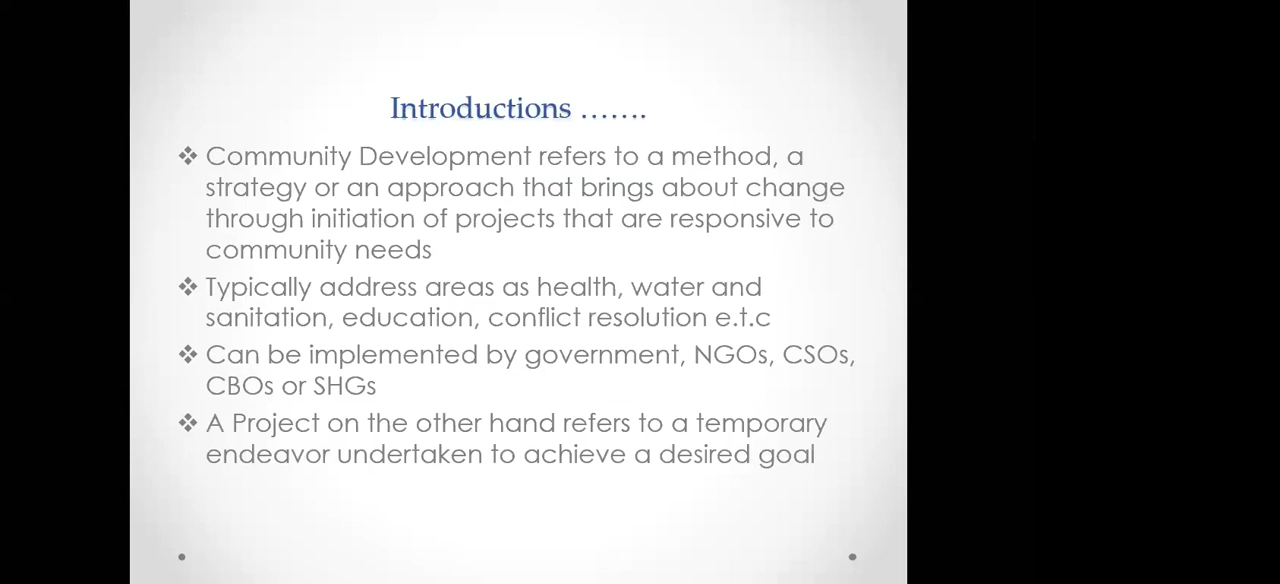 Introductions …….
❖ Community Development refers to a method, a
strategy or an approach that brings about change
through initiation of projects that are responsive to
community needs
❖ Typically address areas as health, water and
sanitation, education, conflict resolution e.t.c
❖ Can be implemented by government, NGOs, CSOs,
CBOs or SHGs
❖ A Project on the other hand refers to a temporary
endeavor undertaken to achieve a desired goal